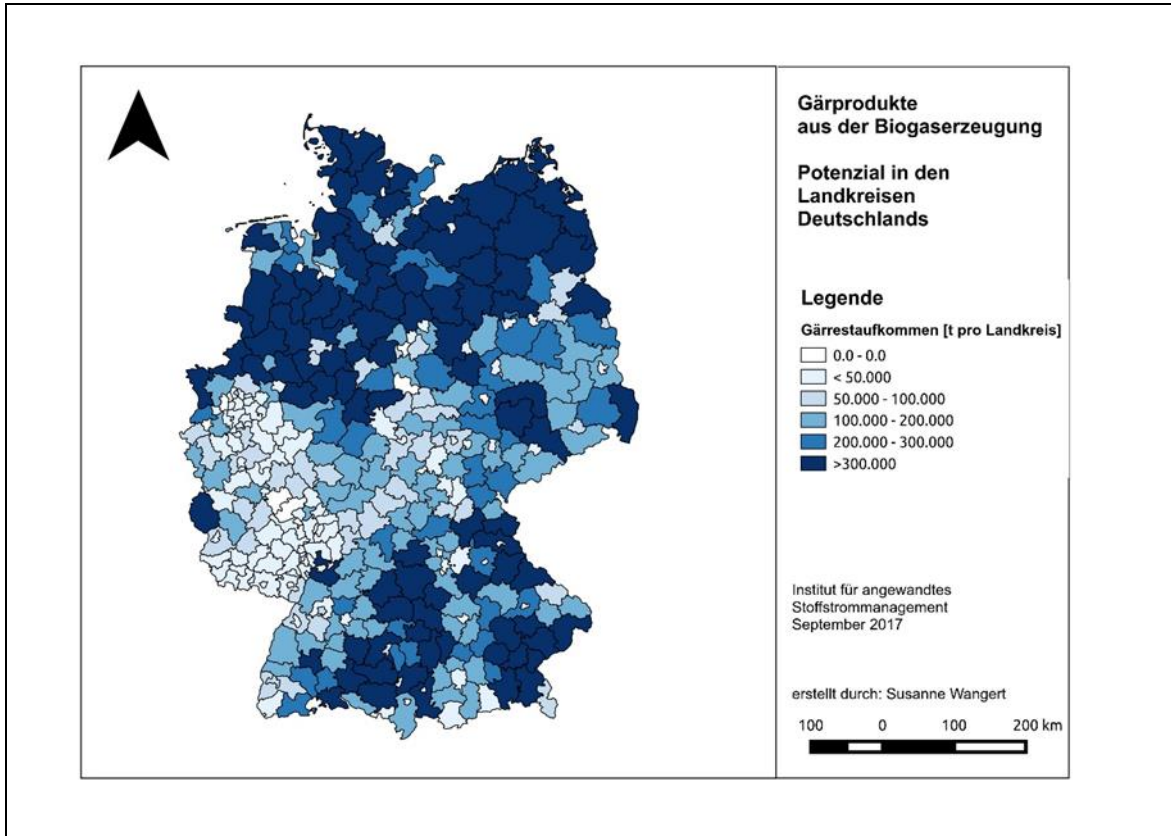 Gärprodukte
aus der Biogaserzeugung
Potenzial in den
Landkreisen
Deutschlands
Legende
Gärrestaufkommen [t pro Landkreis]
0.0 - 0.0
< 50.000
50.000 - 100.000
100.000 - 200.000
200.000 - 300.000
>300.000
Institut für angewandtes
Stoffstrommanagement
September 2017
erstellt durch: Susanne Wangert
100 0 100 200 km